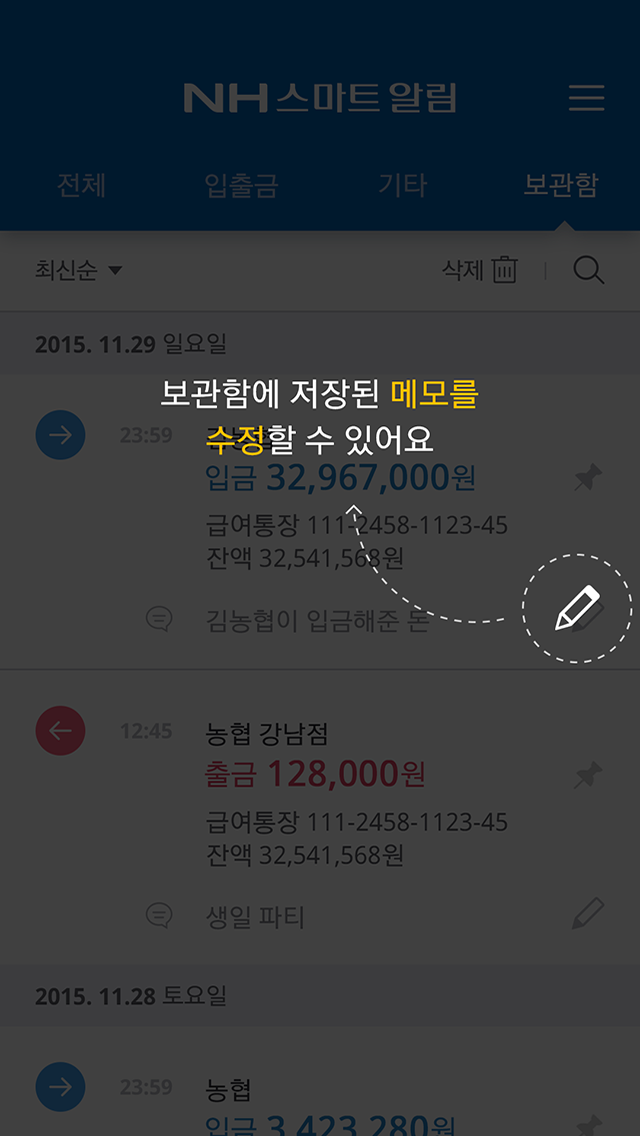 NH스마트 알림
전체 입출금 기타 보관함
최신순 삭제
2015. 11.29 일요일
보관함에 저장된 메모를
수정할 수 있어요
23:59
입금 32,967,000원
급여통장 111-2458-1123-45
잔액 32,541,568원
김농협이 입금해준 돈
12:45 농협 강남점
출금 128,000원
급여통장 111-2458-1123-45
잔액 32,541,568원
생일 파티
2015. 11.28 토요일
23:59 농협
입금 3,423,280원